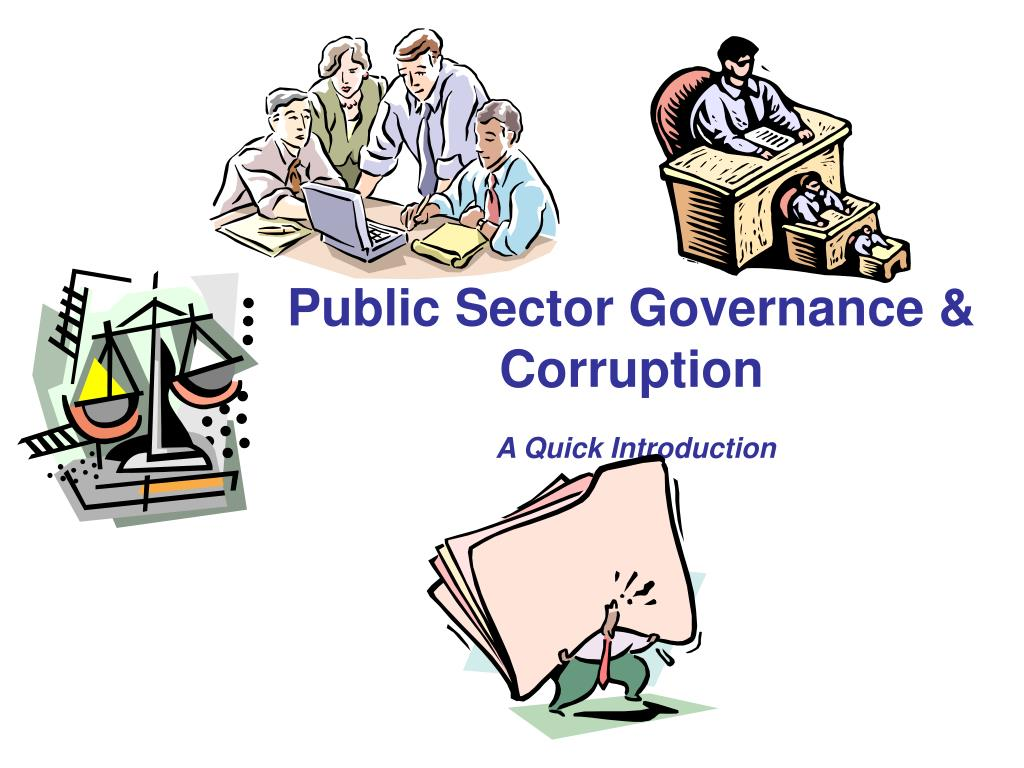 Public Sector Governance &
Corruption
A Quick Introduction